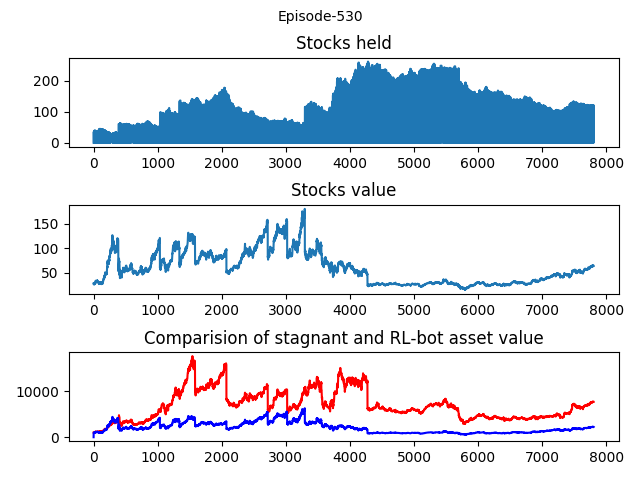 Episode-530
Stocks held
200
100
0
0 1000 2000 3000 4000 5000 6000 7000 8000
Stocks value
150
100
50
0 1000 2000 3000 4000 5000 6000 7000 8000
Comparision of stagnant and RL-bot asset value
10000
0
0 1000 2000 3000 4000 5000 6000 7000 8000